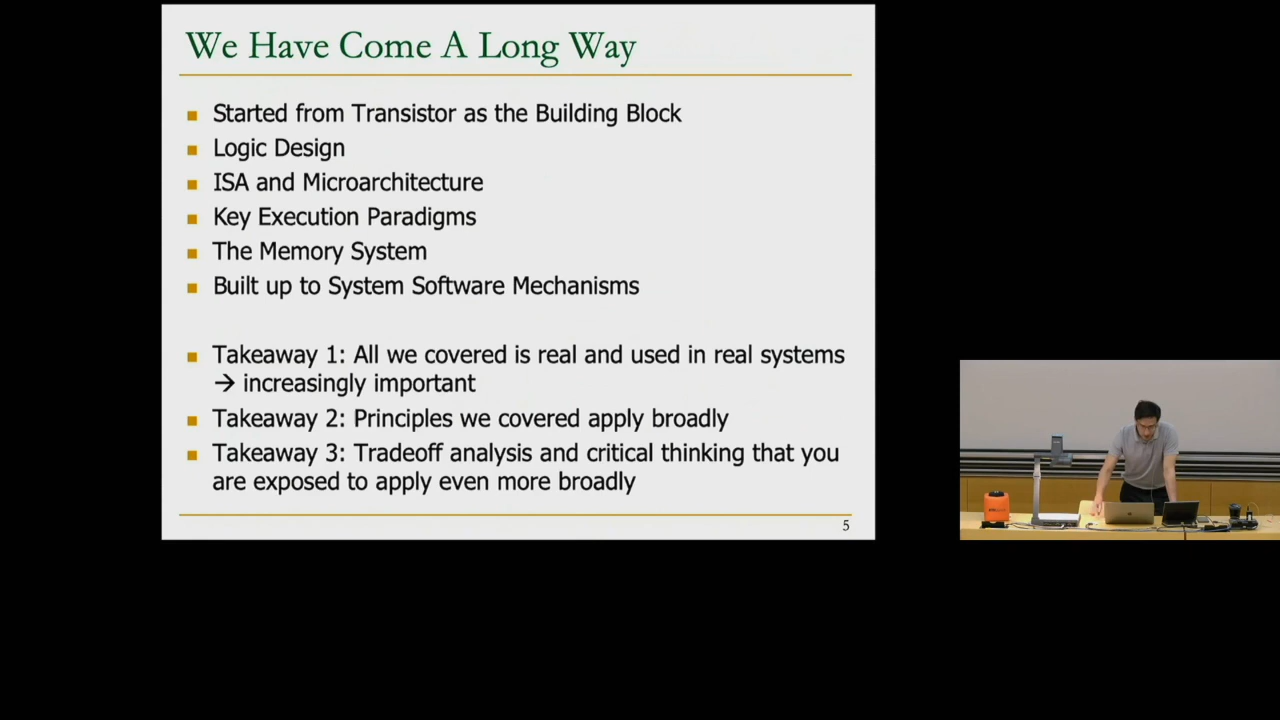 We Have Come A Long Way
Started from Transistor as the Building Block
Logic Design
ISA and Microarchitecture
Key Execution Paradigms
The Memory System
Built up to System Software Mechanisms
Takeaway 1: All we covered is real and used in real systems
→ increasingly important
Takeaway 2: Principles we covered apply broadly
Takeaway 3: Tradeoff analysis and critical thinking that you
are exposed to apply even more broadly
5